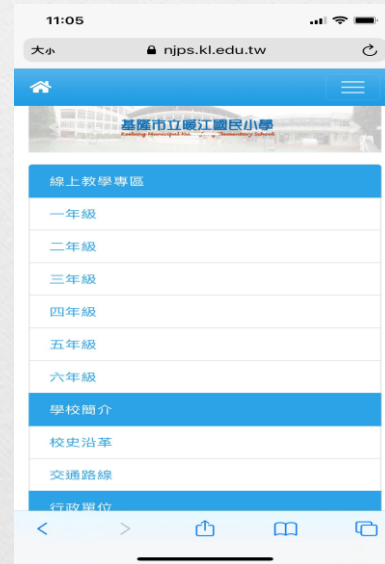 11:05
大小 njps.kl.edu.tw
基隆市立暖江國民小學
線上教學專區
一年級
二年級
三年級
四年級
五年級
六年級
學校簡介
校史沿革
交通路線
行政單位